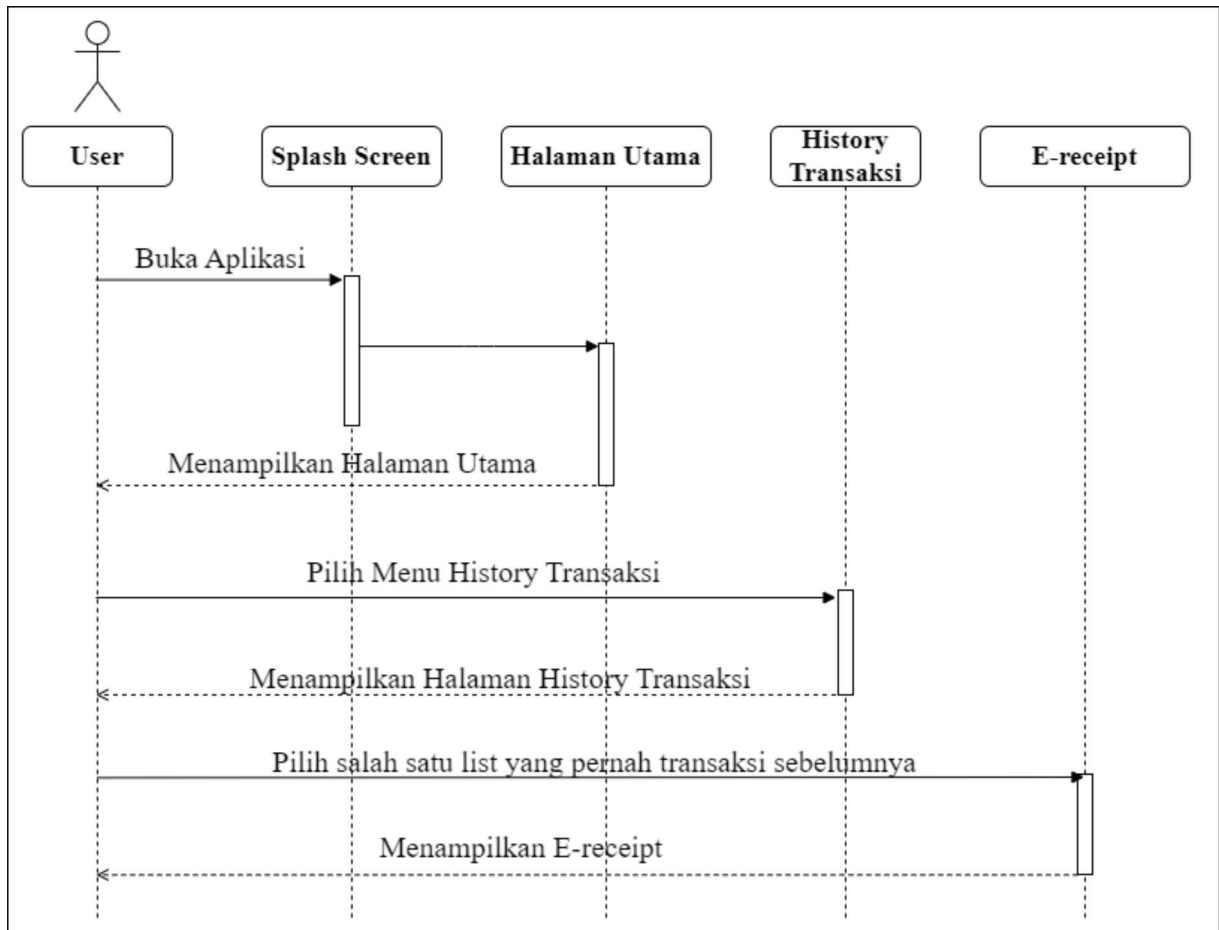 User
Splash Screen
Halaman Utama
History
Transaksi
E-receipt
Buka Aplikasi
Menampilkan Halaman Utama
Pilih Menu History Transaksi
Menampilkan Halaman History Transaksi
Pilih salah satu list yang pernah transaksi sebelumnya
Menampilkan E-receipt